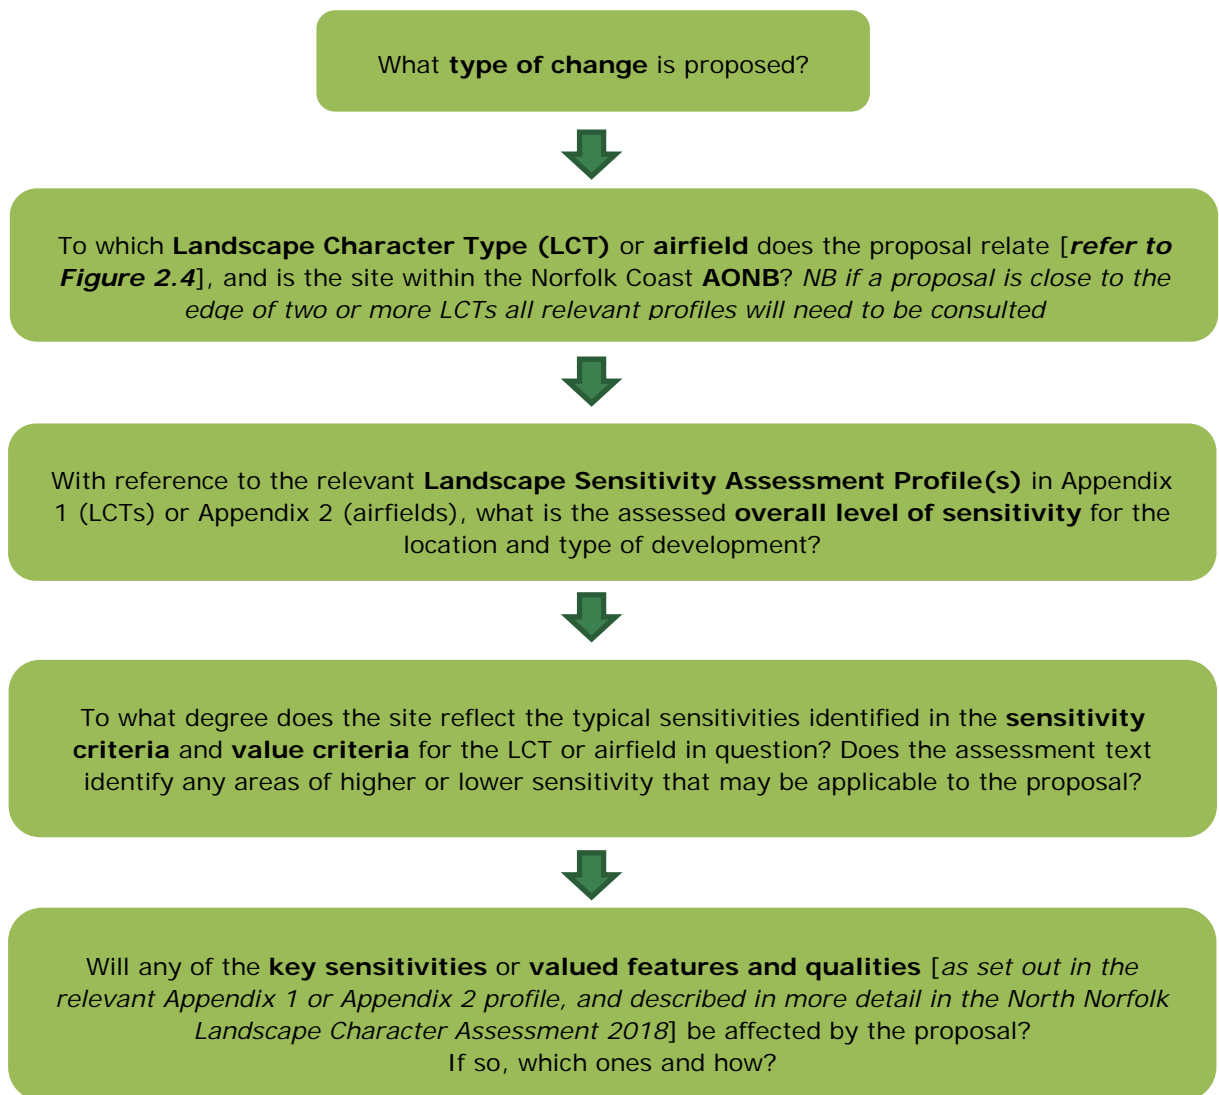 What type of change is proposed?
To which Landscape Character Type (LCT) or airfield does the proposal relate [refer to
Figure 2.4], and is the site within the Norfolk Coast AONB? NB if a proposal is close to the
edge of two or more LCTs all relevant profiles will need to be consulted
With reference to the relevant Landscape Sensitivity Assessment Profile(s) in Appendix
1 (LCTs) or Appendix 2 (airfields), what is the assessed overall level of sensitivity for the
location and type of development?
To what degree does the site reflect the typical sensitivities identified in the sensitivity
criteria and value criteria for the LCT or airfield in question? Does the assessment text
identify any areas of higher or lower sensitivity that may be applicable to the proposal?
Will any of the key sensitivities or valued features and qualities [as set out in the
relevant Appendix 1 or Appendix 2 profile, and described in more detail in the North Norfolk
Landscape Character Assessment 2018] be affected by the proposal?
If so, which ones and how?